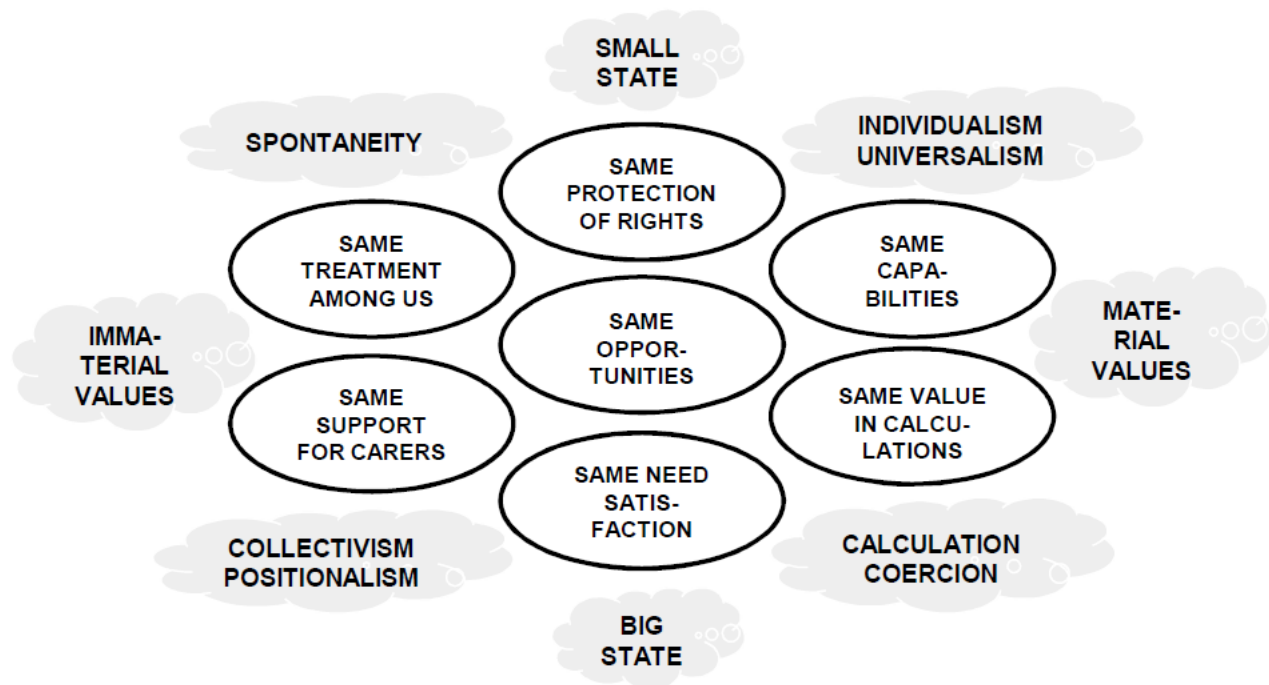 SMALL
STATE
SPONTANEITY
INDIVIDUALISM
UNIVERSALISM
SAME
PROTECTION
OF RIGHTS
SAME
TREATMENT
AMONG US
SAME
CAPA-
BILITIES
IMMA-
TERIAL
VALUES
SAME
OPPOR-
TUNITIES
MATE-
RIAL
VALUES
SAME
SUPPORT
FOR CARERS
SAME VALUE
IN CALCU-
LATIONS
SAME NEED
SATIS-
FACTION
COLLECTIVISM
POSITIONALISM
CALCULATION
COERCION
BIG
STATE